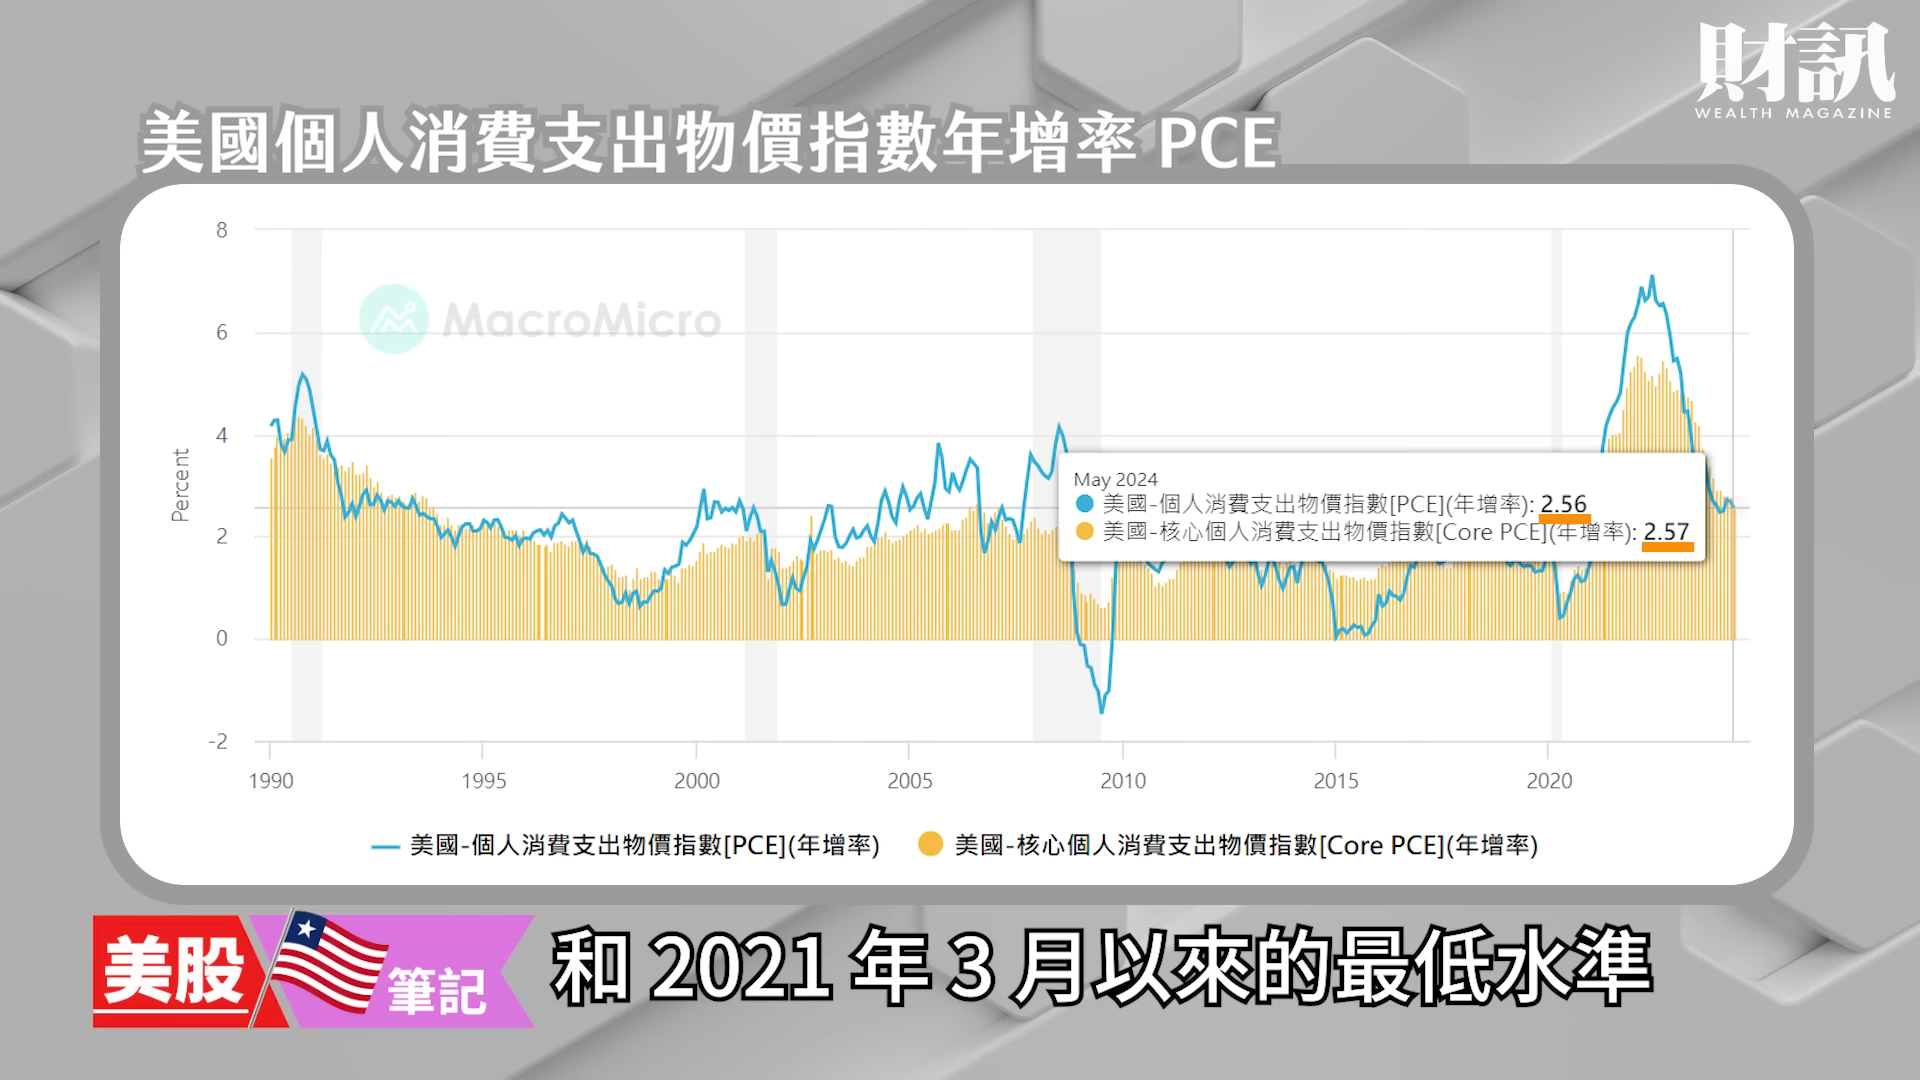 財訊
WEALTH MAGAZINE
美國個人消費支出物價指數年增率 PCE
8
6
4
2
0
-2
Percent
MacroMicro
May 2024
美國-個人消費支出物價指數[PCE](年增率): 2.56
美國-核心個人消費支出物價指數[Core PCE](年增率): 2.57
1990 1995 2000 2005 2010 2015 2020
美國-個人消費支出物價指數[PCE](年增率) 美國-核心個人消費支出物價指數[Core PCE](年增率)
美股 筆記
和 2021 年 3 月以來的最低水準